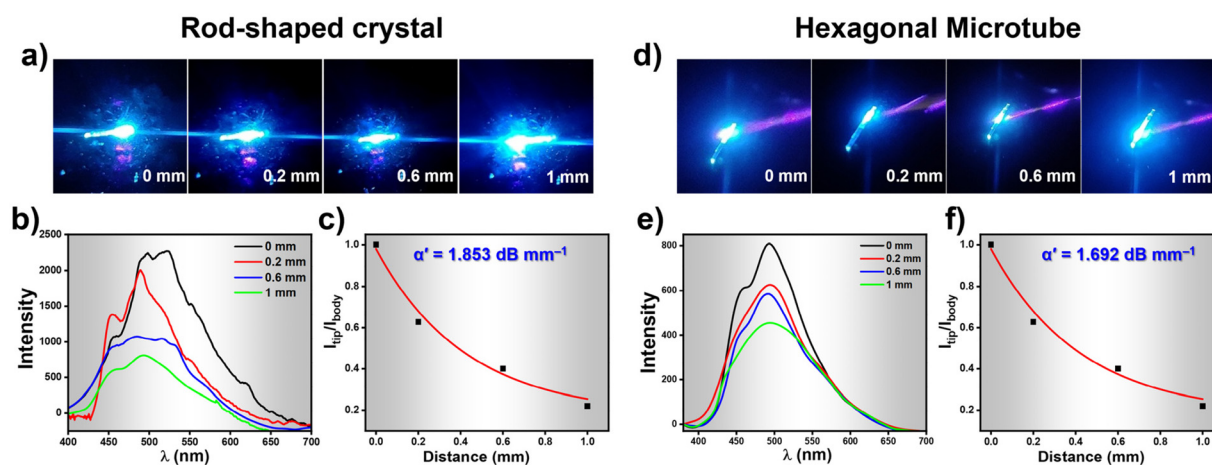 Rod-shaped crystal
Hexagonal Microtube
a)
0 mm
0.2 mm
0.6 mm
1 mm
d)
0 mm
0.2 mm
0.6 mm
1 mm
b)
2500
2000
1500
1000
500
0
Intensity
0 mm
0.2 mm
0.6 mm
1 mm
400 450 500 550 600 650 700
λ (nm)
c)
α′ = 1.853 dB mm⁻¹
1.0
0.8
0.6
0.4
0.2
Itip/Ibody
0.0 0.2 0.4 0.6 0.8 1.0
Distance (mm)
e)
800
600
400
200
0
Intensity
0 mm
0.2 mm
0.6 mm
1 mm
400 450 500 550 600 650 700
λ (nm)
f)
α′ = 1.692 dB mm⁻¹
1.0
0.8
0.6
0.4
0.2
Itip/Ibody
0.0 0.2 0.4 0.6 0.8 1.0
Distance (mm)